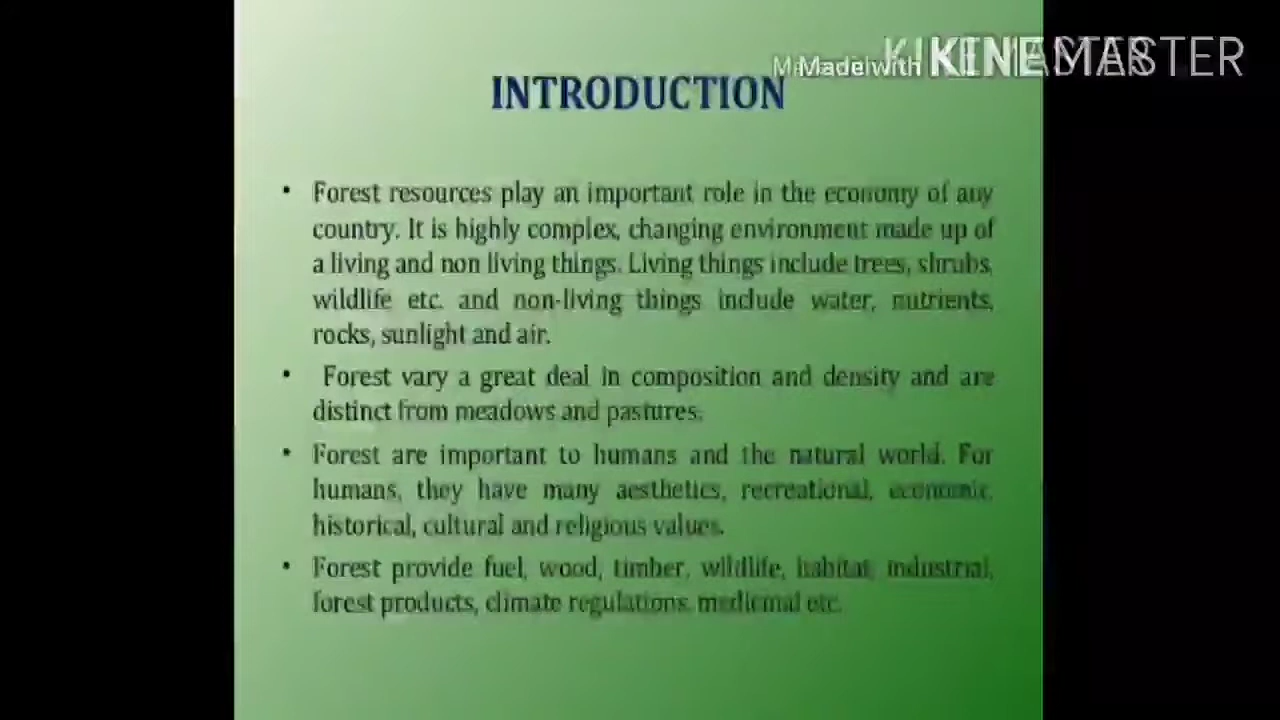 Made with KINEMASTER
INTRODUCTION
• Forest resources play an important role in the economy of any
country. It is highly complex, changing environment made up of
a living and non living things. Living things include trees, shrubs,
wildlife etc. and non-living things include water, nutrients,
rocks, sunlight and air.
• Forest vary a great deal in composition and density and are
distinct from meadows and pastures.
• Forest are important to humans and the natural world. For
humans, they have many aesthetics, recreational, economic,
historical, cultural and religious values.
• Forest provide fuel, wood, timber, wildlife, habitat, industrial,
forest products, climate regulations, medicinal etc.